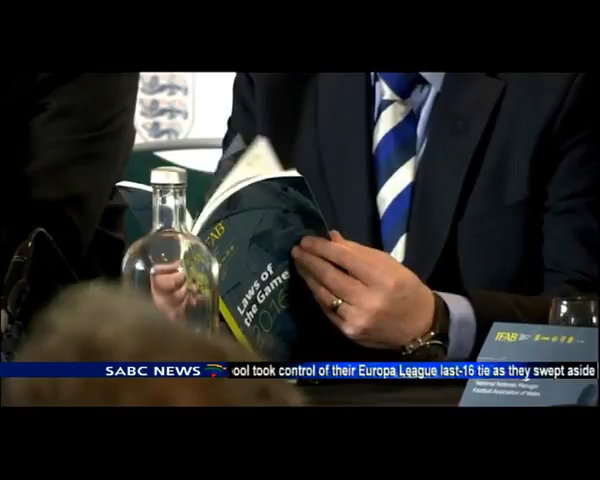 IFAB
Laws of
the Game
2016
IFAB
National Referees Manager
Football Association of Wales
SABC NEWS
ool took control of their Europa League last-16 tie as they swept aside